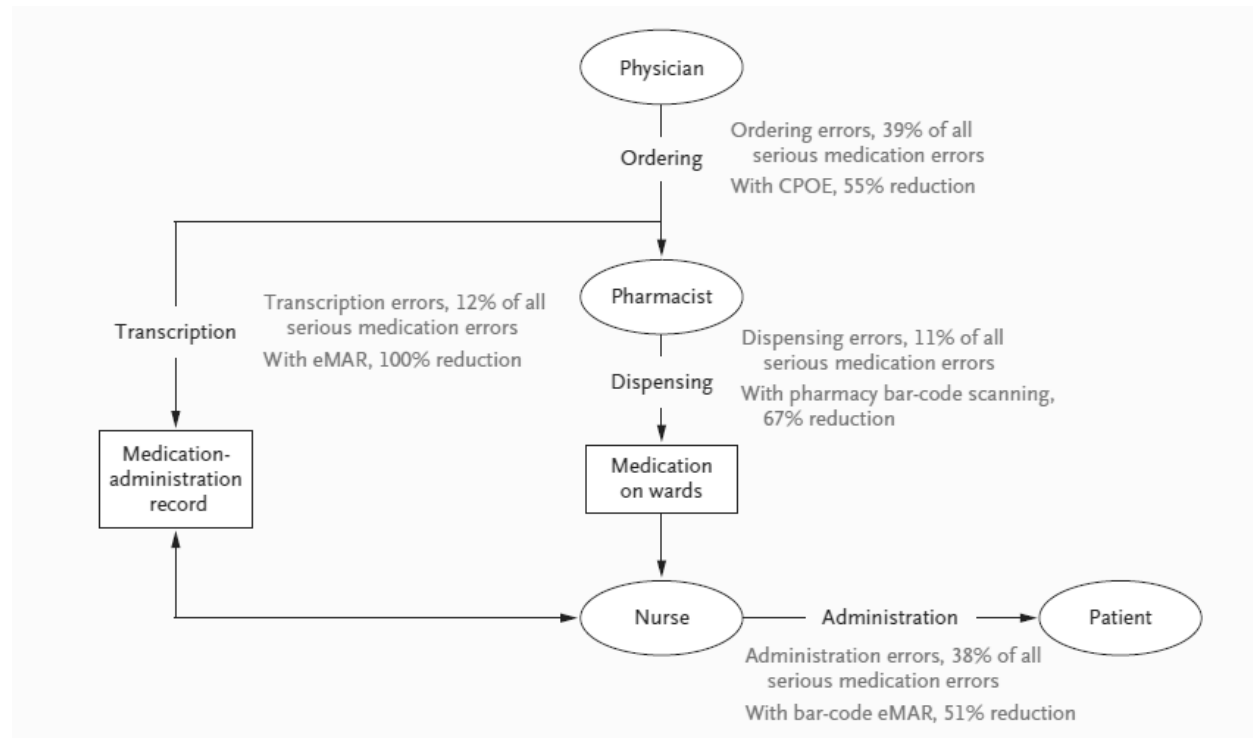 Physician
Ordering
Ordering errors, 39% of all
serious medication errors
With CPOE, 55% reduction
Transcription
Transcription errors, 12% of all
serious medication errors
With eMAR, 100% reduction
Pharmacist
Dispensing
Dispensing errors, 11% of all
serious medication errors
With pharmacy bar-code scanning,
67% reduction
Medication-
administration
record
Medication
on wards
Nurse
Administration
Patient
Administration errors, 38% of all
serious medication errors
With bar-code eMAR, 51% reduction